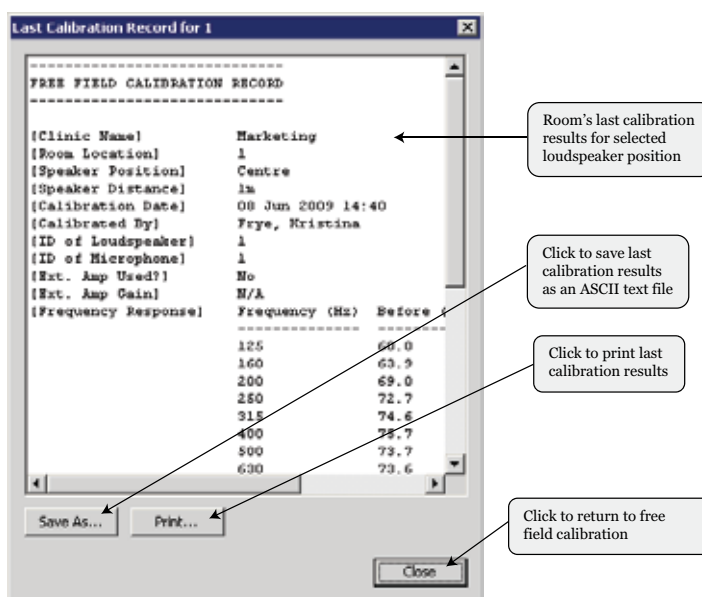 Last Calibration Record for 1
------------------------------
FREE FIELD CALIBRATION RECORD
------------------------------
[Clinic Name] Marketing
[Room Location] 1
[Speaker Position] Centre
[Speaker Distance] 1m
[Calibration Date] 08 Jun 2009 14:40
[Calibrated By] Frye, Kristina
[ID of Loudspeaker] 1
[ID of Microphone] 1
[Ext. Amp Used?] No
[Ext. Amp Gain] N/A
[Frequency Response] Frequency (Hz) Before (
-------------- --------
125 68.0
160 63.9
200 69.0
250 72.7
315 74.6
400 75.7
500 73.7
630 73.6
Save As...
Print...
Close
Room's last calibration
results for selected
loudspeaker position
Click to save last
calibration results
as an ASCII text file
Click to print last
calibration results
Click to return to free
field calibration